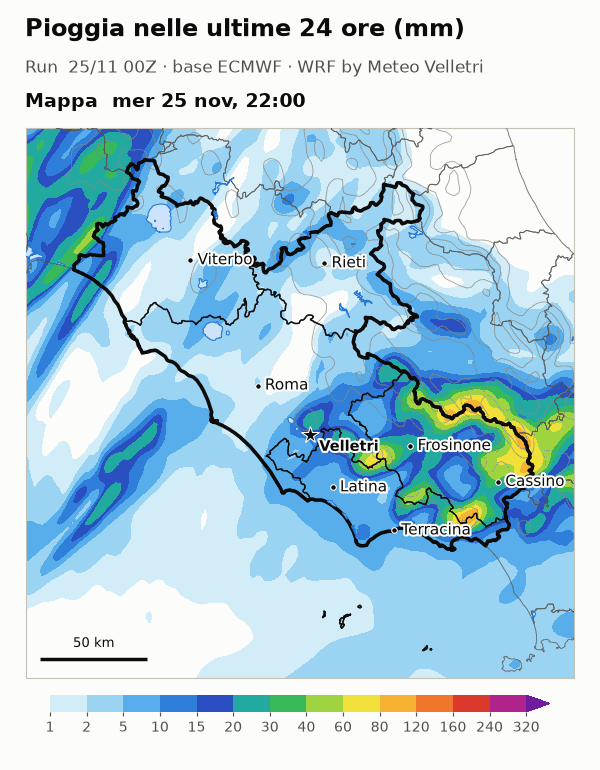 Pioggia nelle ultime 24 ore (mm)
Run  25/11 00Z · base ECMWF · WRF by Meteo Velletri
Mappa  mer 25 nov, 22:00
Viterbo
Rieti
Roma
Velletri
Frosinone
Latina
Cassino
Terracina
50 km
1 2 5 10 15 20 30 40 60 80 120 160 240 320